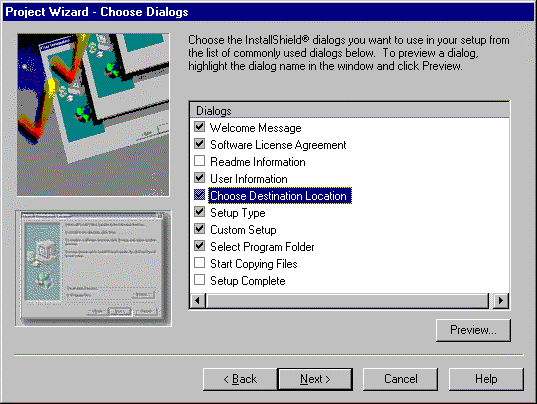 Project Wizard - Choose Dialogs
Choose the InstallShield® dialogs you want to use in your setup from
the list of commonly used dialogs below. To preview a dialog,
highlight the dialog name in the window and click Preview.
Dialogs
Welcome Message
Software License Agreement
Readme Information
User Information
Choose Destination Location
Setup Type
Custom Setup
Select Program Folder
Start Copying Files
Setup Complete
Preview...
< Back
Next >
Cancel
Help